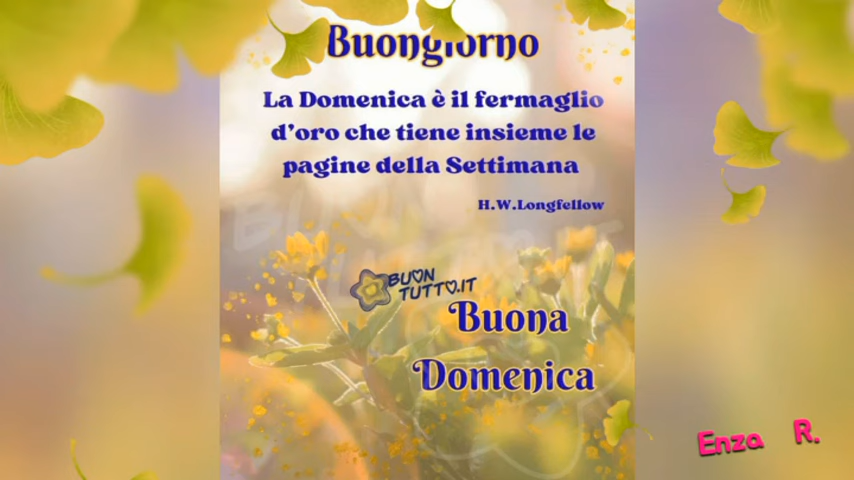 Buongiorno
La Domenica è il fermaglio
d'oro che tiene insieme le
pagine della Settimana
H.W.Longfellow
BUON
TUTTO.IT
Buona
Domenica
Enza R.